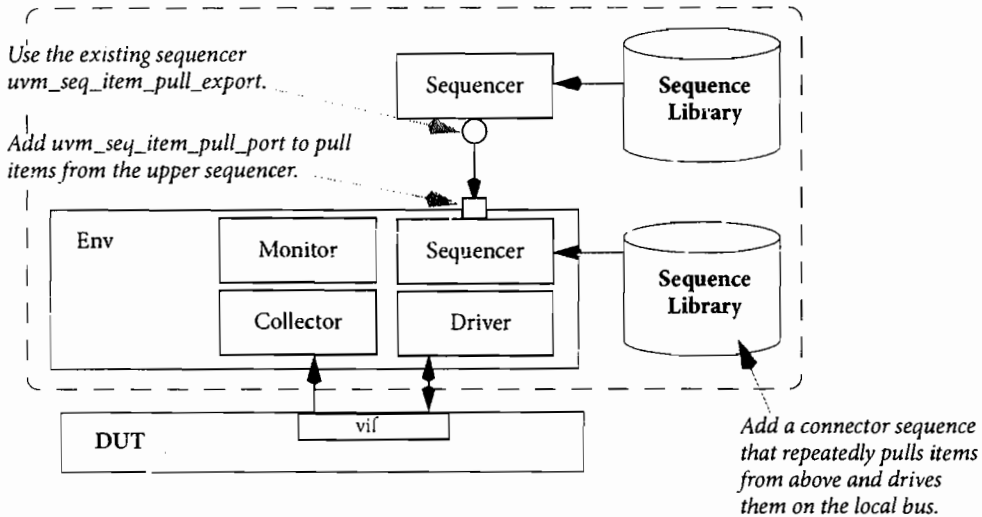 Use the existing sequencer
uvm_seq_item_pull_export.
Sequencer
Sequence
Library
Add uvm_seq_item_pull_port to pull
items from the upper sequencer.
Env
Monitor
Sequencer
Collector
Driver
Sequence
Library
vif
DUT
Add a connector sequence
that repeatedly pulls items
from above and drives
them on the local bus.